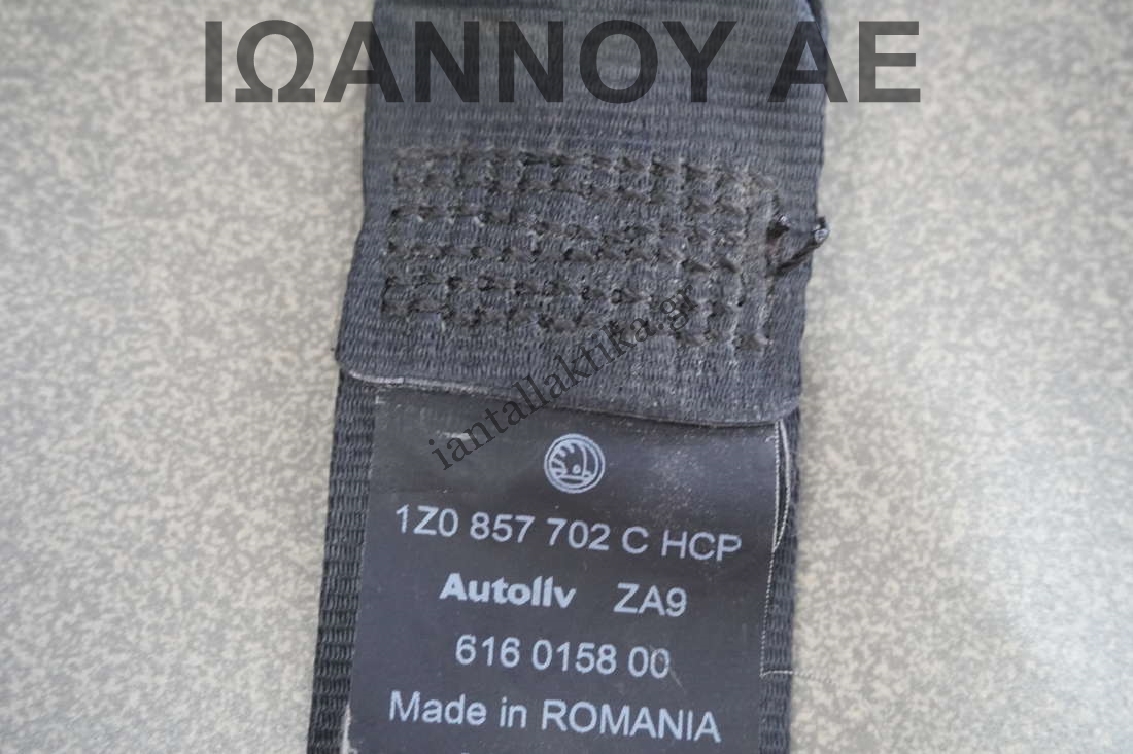 ΙΩΑΝΝΟΥ ΑΕ
iantallaktika.gr
1Z0 857 702 C HCP
Autoliv ZA9
616 0158 00
Made in ROMANIA